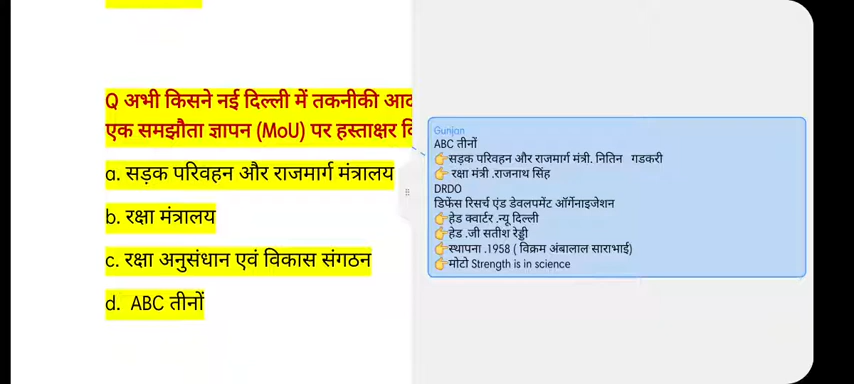 Q अभी किसने नई दिल्ली में तकनीकी
एक समझौता ज्ञापन (MoU) पर हस्ताक्षर
a. सड़क परिवहन और राजमार्ग मंत्रालय
b. रक्षा मंत्रालय
c. रक्षा अनुसंधान एवं विकास संगठन
d. ABC तीनों
Gunjan
ABC तीनों
👉सड़क परिवहन और राजमार्ग मंत्री. नितिन गडकरी
👉 रक्षा मंत्री .राजनाथ सिंह
DRDO
डिफेंस रिसर्च एंड डेवलपमेंट ऑर्गेनाइजेशन
👉हेड क्वार्टर .न्यू दिल्ली
👉हेड .जी सतीश रेड्डी
👉स्थापना .1958 ( विक्रम अंबालाल साराभाई)
👉मोटो Strength is in science